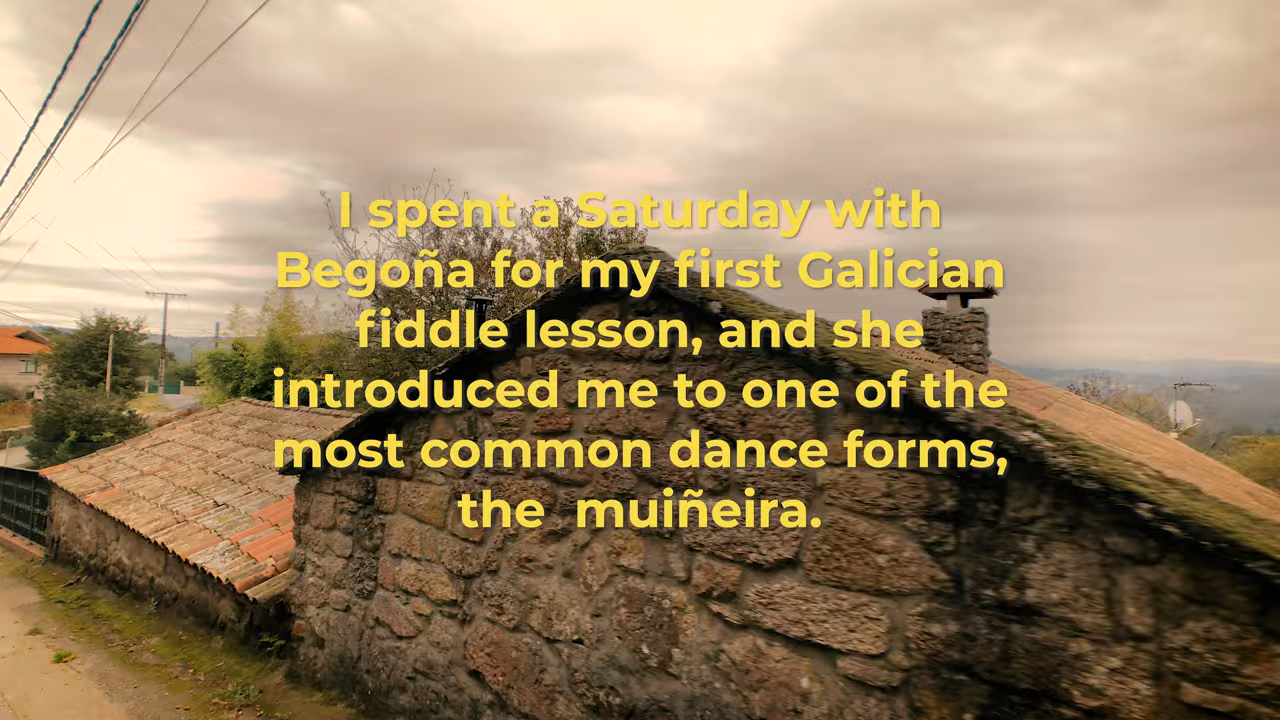 I spent a Saturday with
Begoña for my first Galician
fiddle lesson, and she
introduced me to one of the
most common dance forms,
the  muiñeira.